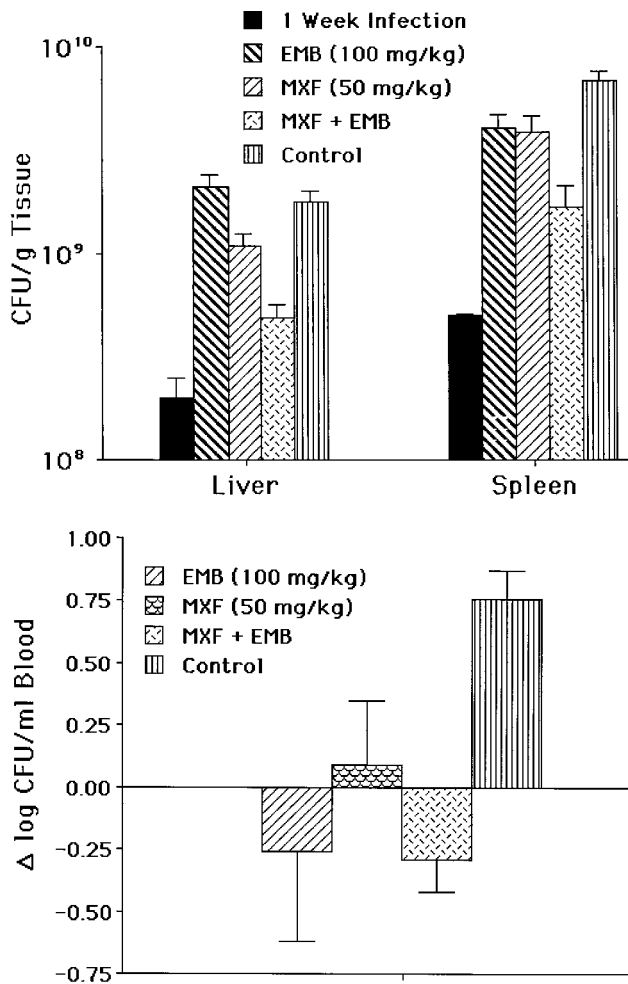 1 Week Infection
EMB (100 mg/kg)
MXF (50 mg/kg)
MXF + EMB
Control
CFU/g Tissue
10¹⁰
10⁹
10⁸
Liver Spleen
EMB (100 mg/kg)
MXF (50 mg/kg)
MXF + EMB
Control
Δ log CFU/ml Blood
1.00
0.75
0.50
0.25
0.00
-0.25
-0.50
-0.75